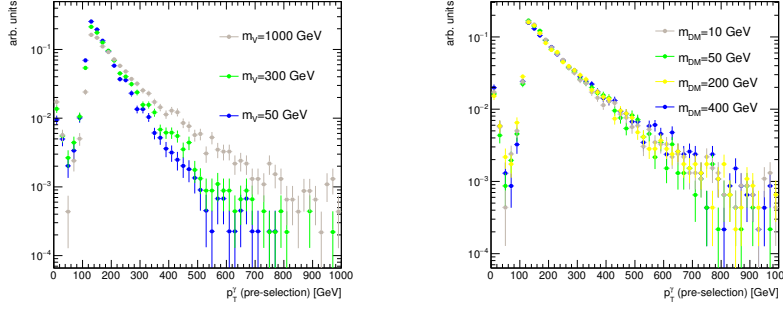 arb. units
10⁻¹
10⁻²
10⁻³
10⁻⁴
m_V=1000 GeV
m_V=300 GeV
m_V=50 GeV
0 100 200 300 400 500 600 700 800 900 1000
p_T^γ (pre-selection) [GeV]
arb. units
10⁻¹
10⁻²
10⁻³
10⁻⁴
m_DM=10 GeV
m_DM=50 GeV
m_DM=200 GeV
m_DM=400 GeV
0 100 200 300 400 500 600 700 800 900 1000
p_T^γ (pre-selection) [GeV]